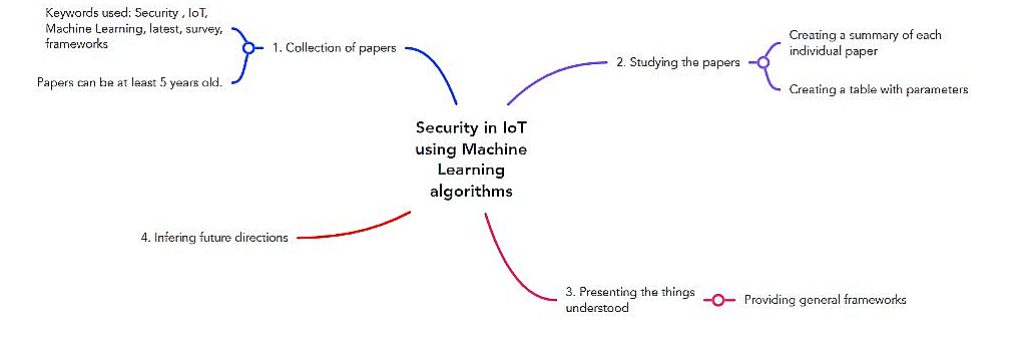 Keywords used: Security , IoT,
Machine Learning, latest, survey,
frameworks
1. Collection of papers
Papers can be at least 5 years old.
Creating a summary of each
individual paper
2. Studying the papers
Creating a table with parameters
Security in IoT
using Machine
Learning
algorithms
4. Infering future directions
3. Presenting the things
understood
Providing general frameworks